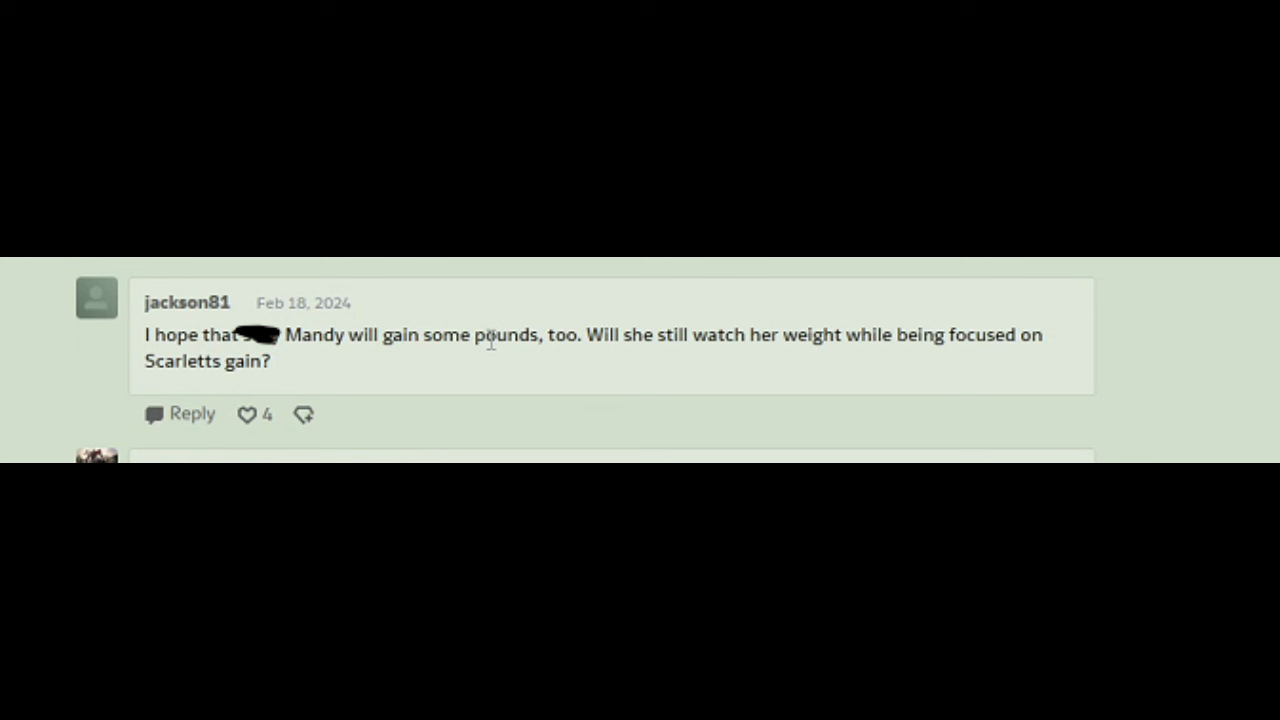 jackson81 Feb 18, 2024
I hope that Mandy will gain some pounds, too. Will she still watch her weight while being focused on
Scarletts gain?
Reply 4